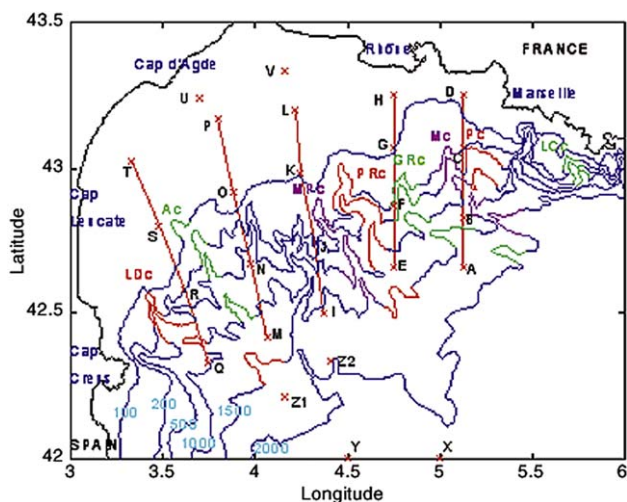 43.5
Rhône
FRANCE
Cap d'Agde
V
H
D
Marseille
U
L
P
G
Mc
Pc
LCc
T
43
K
GRc
C
Cap
MRc
PRc
O
Ac
F
Leucate
S
B
J
Latitude
N
E
A
LDc
R
42.5
I
M
Cap
Q
Z2
Creus
Z1
100
200
500
1500
1000
2000
SPAIN
Y
X
42
3
3.5
4
4.5
5
5.5
6
Longitude